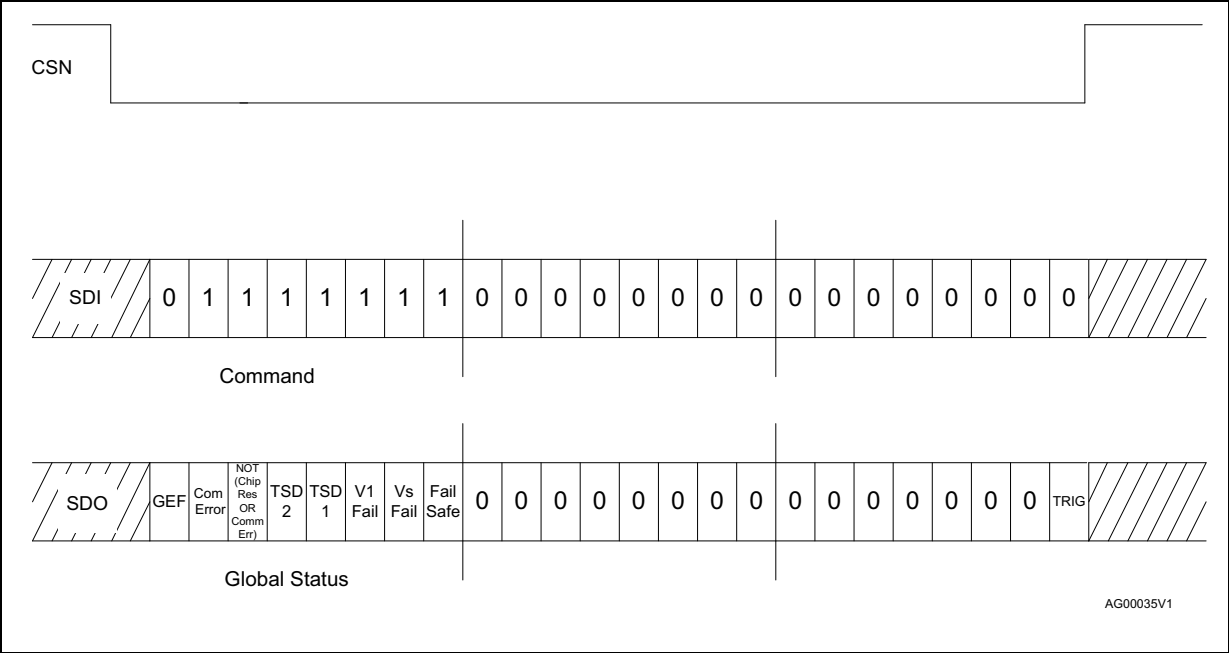 CSN
SDI 0 1 1 1 1 1 1 1 0 0 0 0 0 0 0 0 0 0 0 0 0 0 0 0
Command
SDO GEF Com Error NOT (Chip Res OR Comm Err) TSD 2 TSD 1 V1 Fail Vs Fail Fail Safe 0 0 0 0 0 0 0 0 0 0 0 0 0 0 0 TRIG
Global Status
AG00035V1